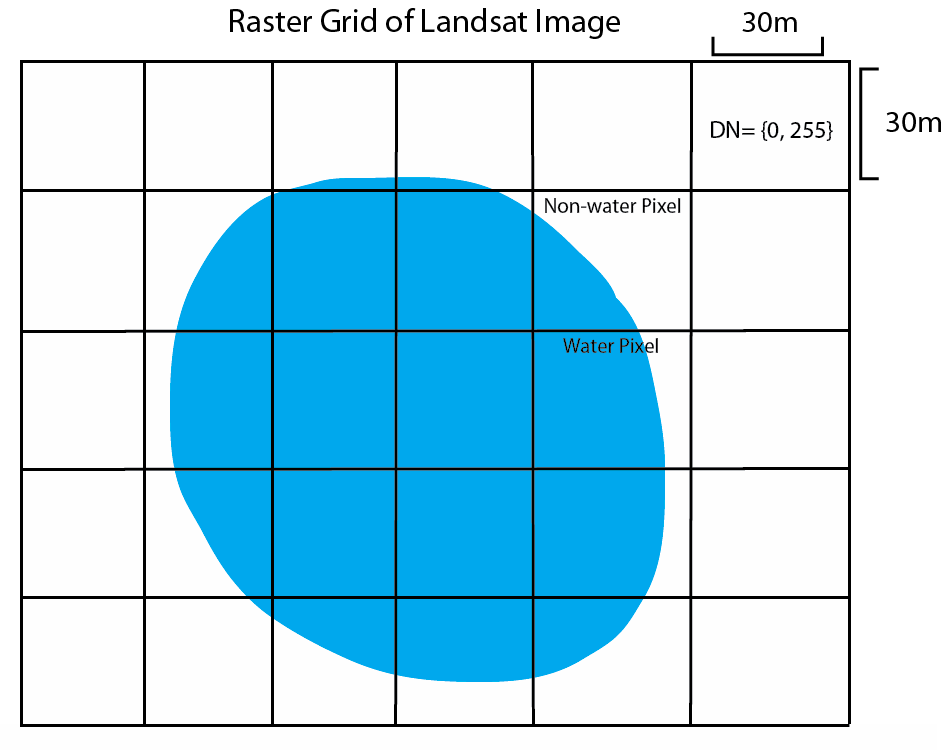 Raster Grid of Landsat Image
30m
DN= {0, 255}
30m
Non-water Pixel
Water Pixel